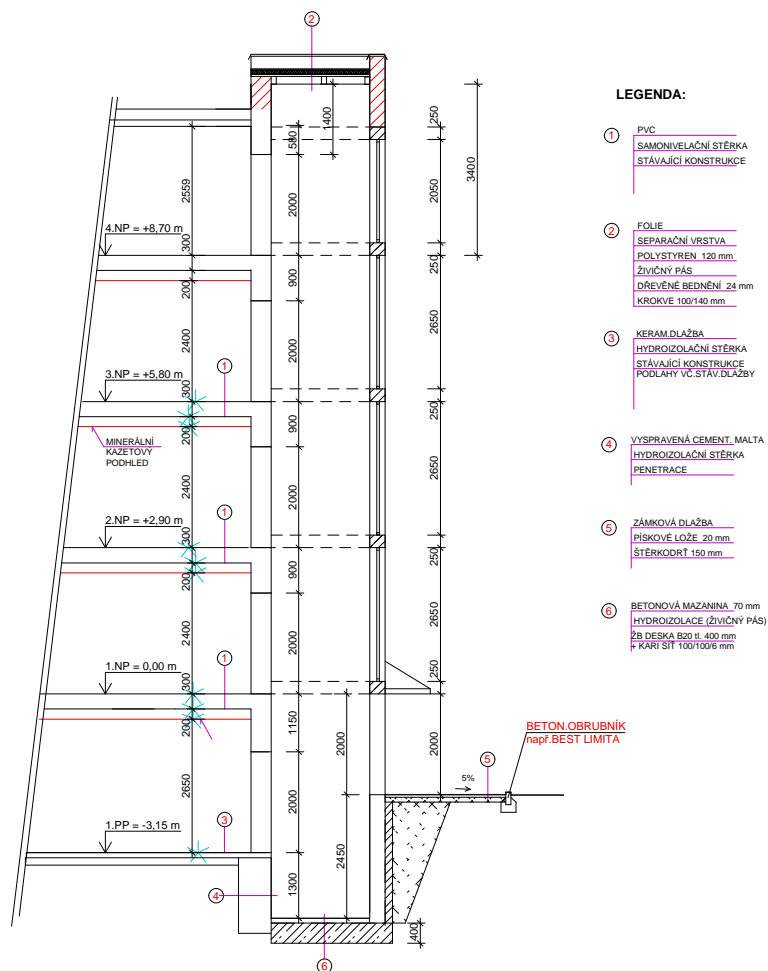 2
LEGENDA:
1
PVC
SAMONIVELAČNÍ STĚRKA
STÁVAJÍCÍ KONSTRUKCE
2
FOLIE
SEPARAČNÍ VRSTVA
POLYSTYREN 120 mm
ŽIVIČNÝ PÁS
DŘEVĚNÉ BEDNĚNÍ 24 mm
KROKVE 100/140 mm
3
KERAM.DLAŽBA
HYDROIZOLAČNÍ STĚRKA
STÁVAJÍCÍ KONSTRUKCE
PODLAHY VČ.STÁV.DLAŽBY
4
VYSPRAVENÁ CEMENT. MALTA
HYDROIZOLAČNÍ STĚRKA
PENETRACE
5
ZÁMKOVÁ DLAŽBA
PÍSKOVÉ LOŽE 20 mm
ŠTĚRKODRŤ 150 mm
6
BETONOVÁ MAZANINA 70 mm
HYDROIZOLACE (ŽIVIČNÝ PÁS)
ŽB DESKA B20 tl. 400 mm
+ KARI SÍŤ 100/100/6 mm
4.NP = +8,70 m
3.NP = +5,80 m
MINERÁLNÍ
KAZETOVÝ
PODHLED
2.NP = +2,90 m
1.NP = 0,00 m
1.PP = -3,15 m
2559
300
200
2400
300
200
2400
300
200
2400
300
200
2650
1
1
1
3
4
580
1400
2000
900
2000
900
2000
900
2000
1150
2000
1300
2000
2450
250
2050
250
2650
250
2650
250
2650
250
2000
3400
400
5%
5
BETON.OBRUBNÍK
např.BEST LIMITA
6